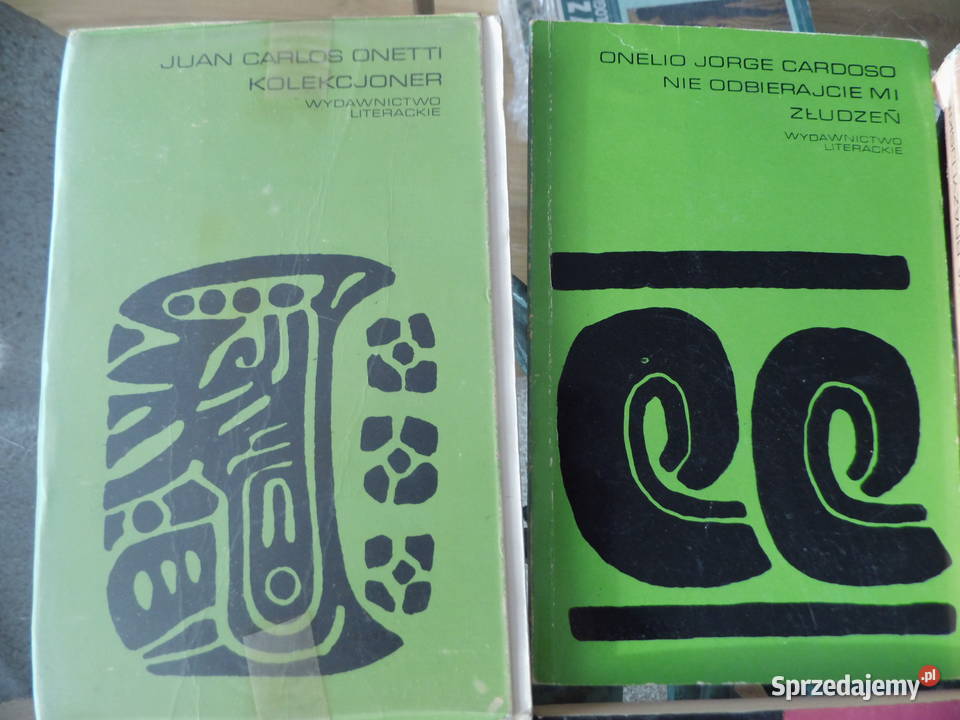 JUAN CARLOS ONETTI
KOLEKCJONER
WYDAWNICTWO
LITERACKIE
ONELIO JORGE CARDOSO
NIE ODBIERAJCIE MI
ZŁUDZEŃ
WYDAWNICTWO
LITERACKIE
Sprzedajemy.pl